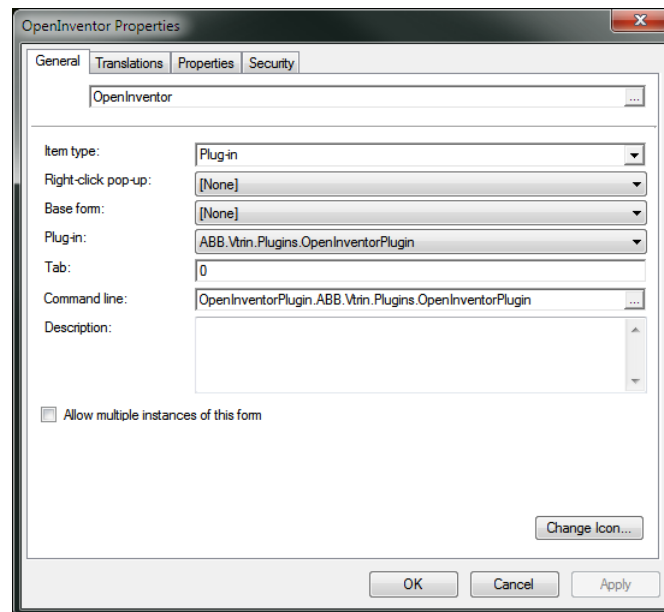 OpenInventor Properties
General Translations Properties Security
OpenInventor ...
Item type: Plug-in
Right-click pop-up: [None]
Base form: [None]
Plug-in: ABB.Vtrin.Plugins.OpenInventorPlugin
Tab: 0
Command line: OpenInventorPlugin.ABB.Vtrin.Plugins.OpenInventorPlugin ...
Description:
Allow multiple instances of this form
Change Icon...
OK Cancel Apply